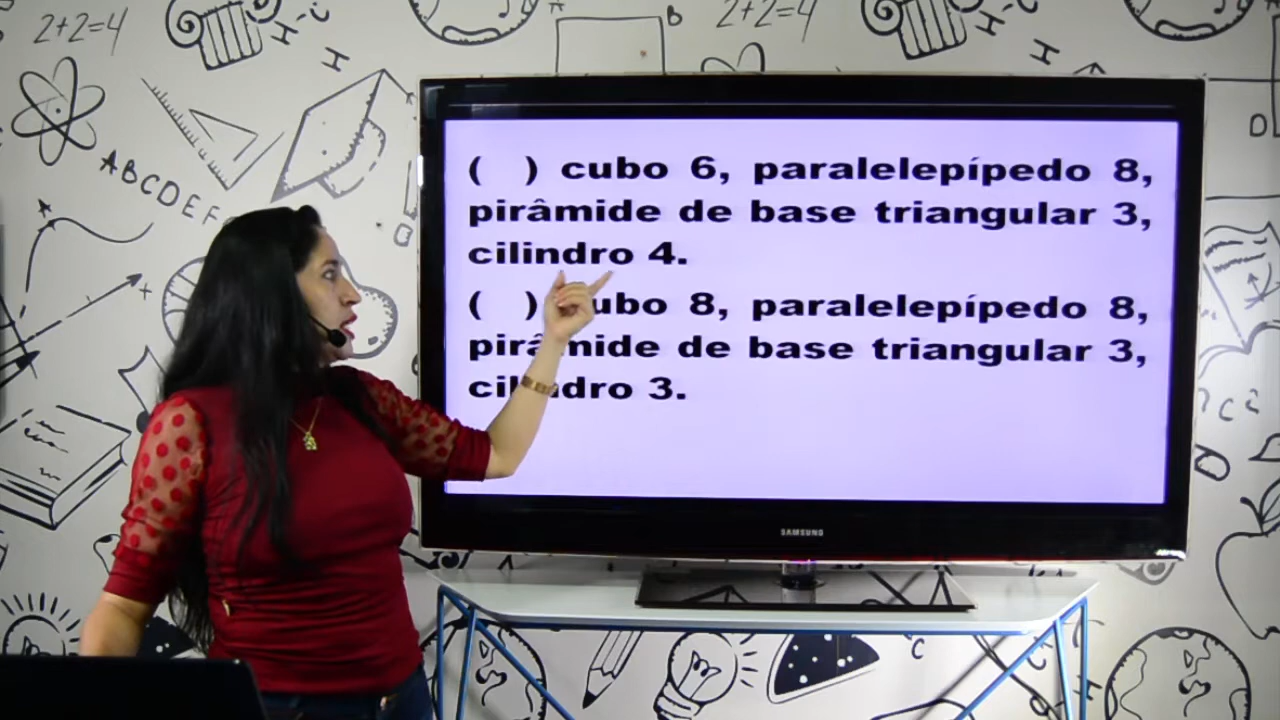 2+2=4
B
2+2=4
ABCDEF
D
( ) cubo 6, paralelepípedo 8,
pirâmide de base triangular 3,
cilindro 4.
( ) cubo 8, paralelepípedo 8,
pirâmide de base triangular 3,
cilindro 3.
SAMSUNG